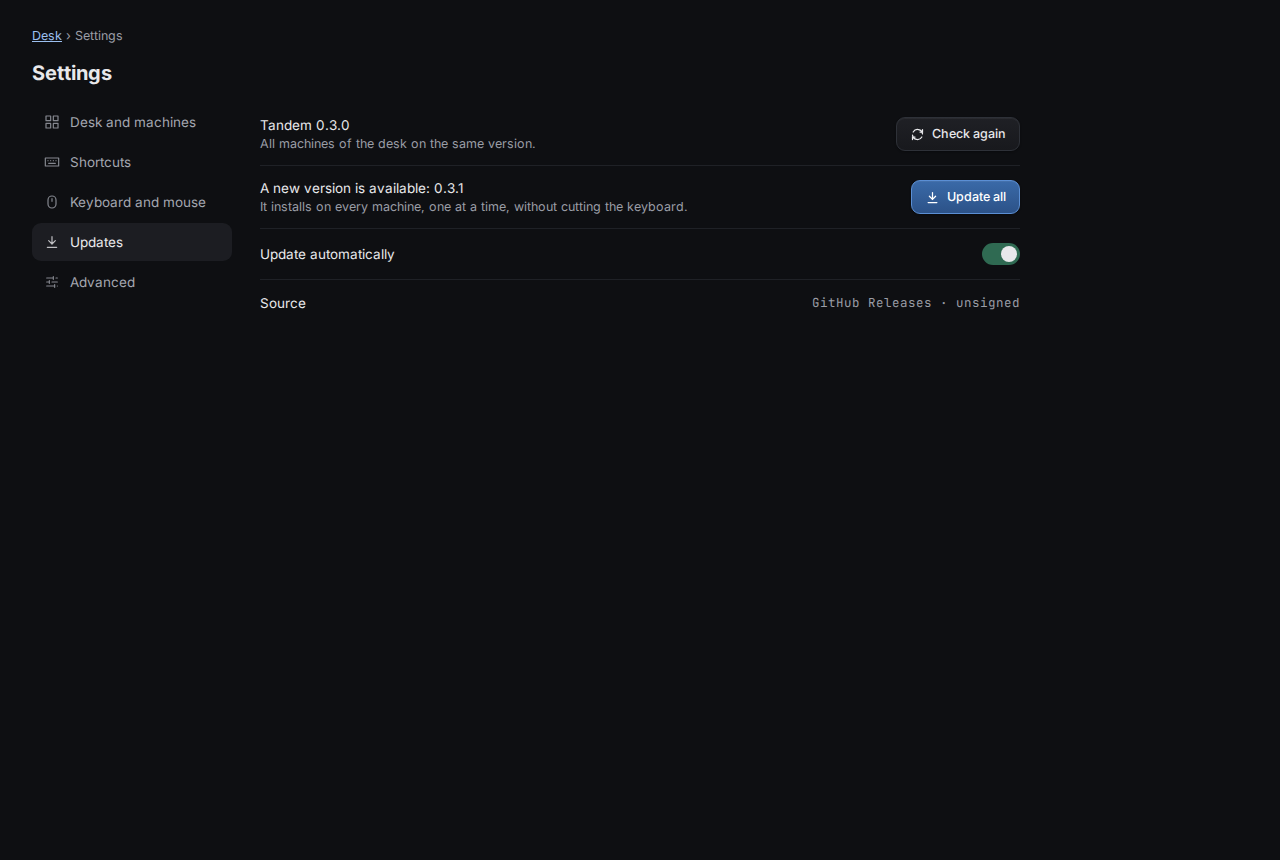 Desk › Settings
Settings
Desk and machines
Shortcuts
Keyboard and mouse
Updates
Advanced
Tandem 0.3.0
All machines of the desk on the same version.
Check again
A new version is available: 0.3.1
It installs on every machine, one at a time, without cutting the keyboard.
Update all
Update automatically
Source
GitHub Releases · unsigned